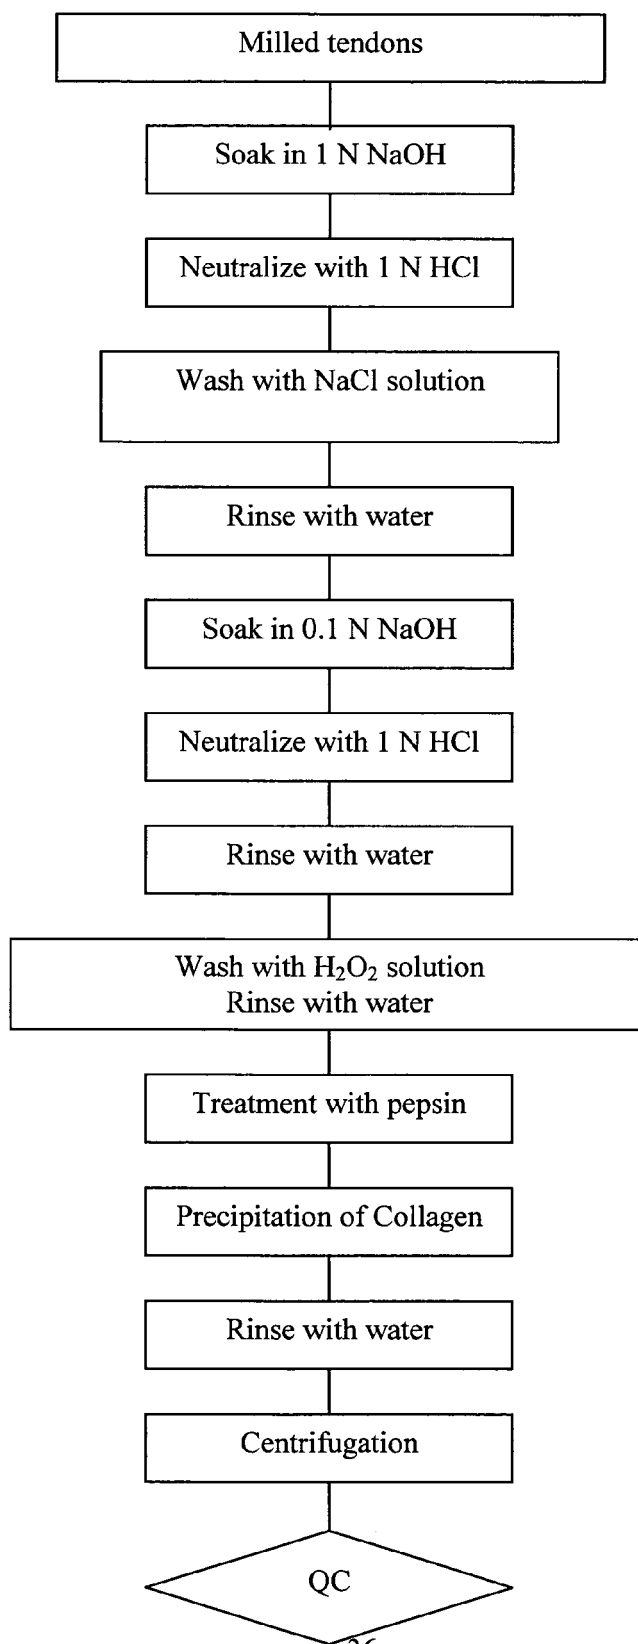 Milled tendons
Soak in 1 N NaOH
Neutralize with 1 N HCl
Wash with NaCl solution
Rinse with water
Soak in 0.1 N NaOH
Neutralize with 1 N HCl
Rinse with water
Wash with H₂O₂ solution
Rinse with water
Treatment with pepsin
Precipitation of Collagen
Rinse with water
Centrifugation
QC